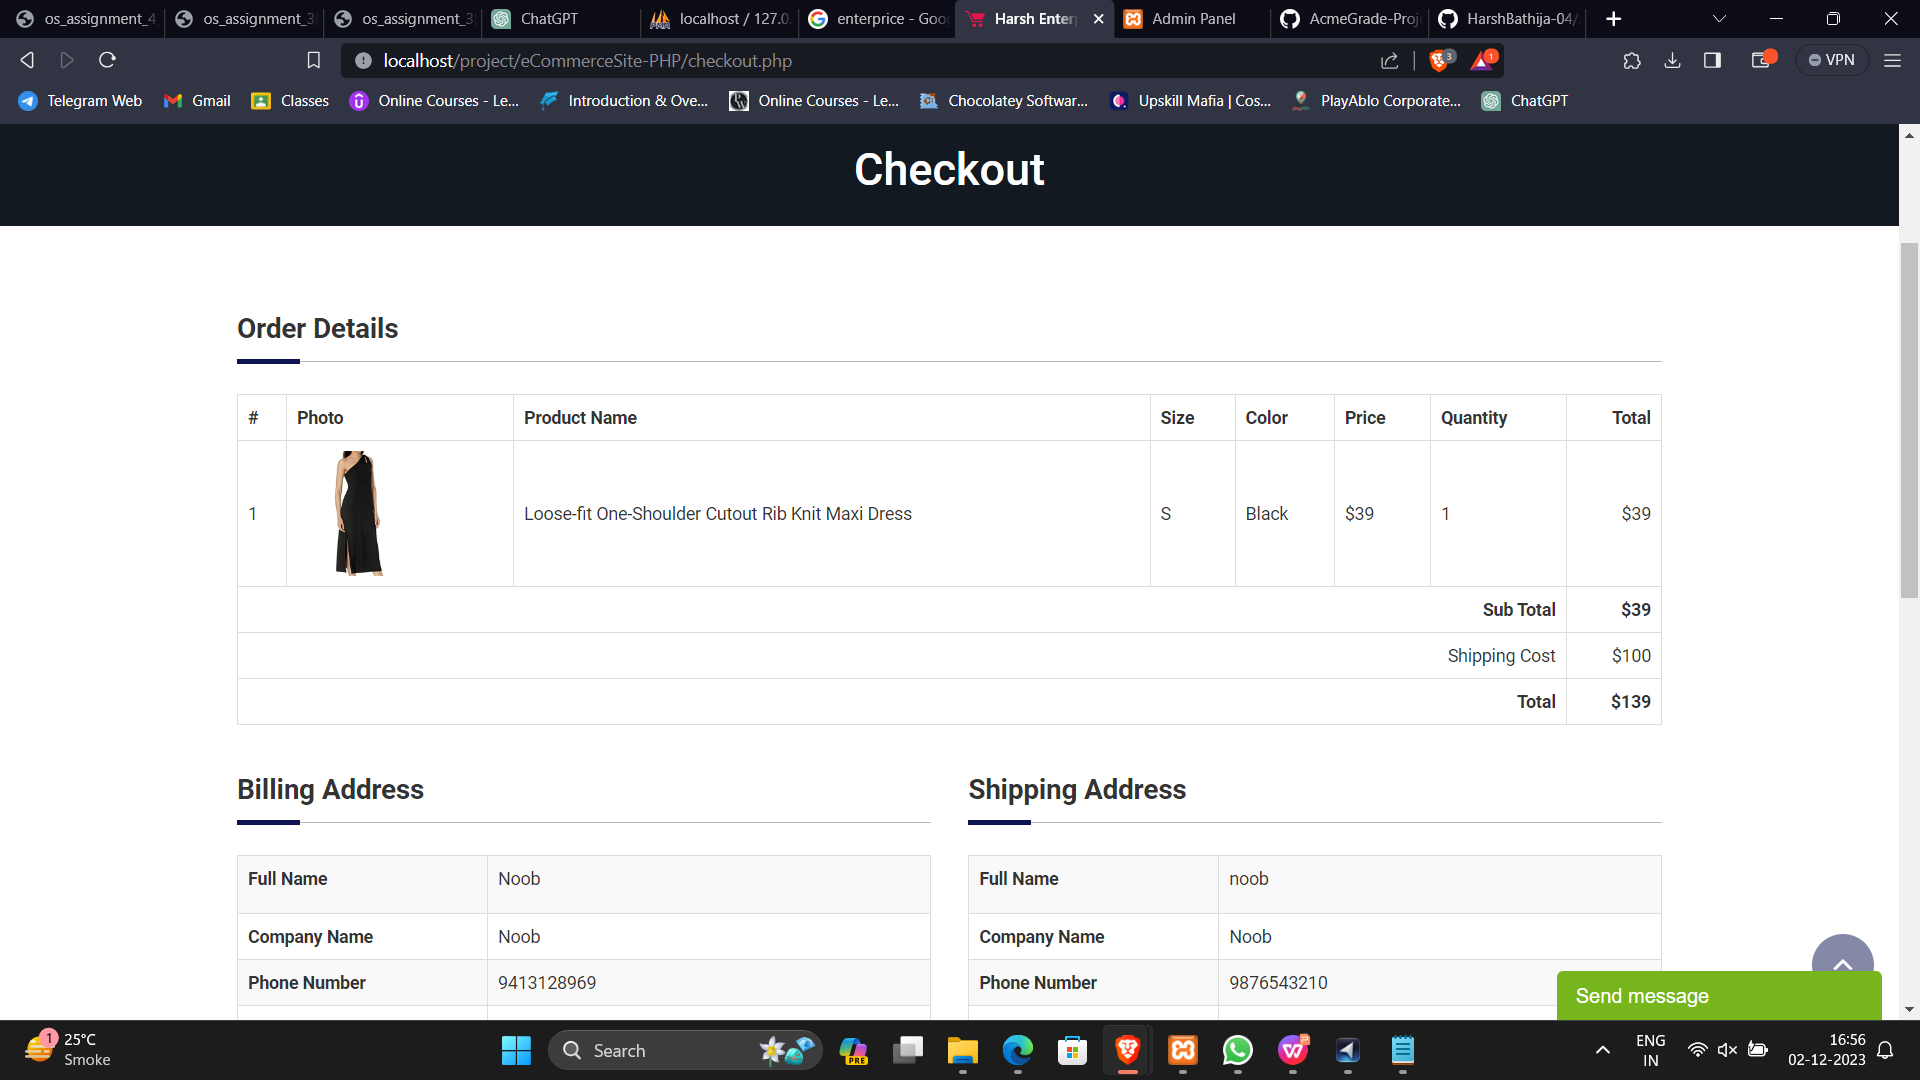 os_assignment_4 os_assignment_3 os_assignment_3 ChatGPT localhost / 127.0. enterprice - Goo Harsh Enter Admin Panel AcmeGrade-Proj HarshBathija-04/
localhost/project/eCommerceSite-PHP/checkout.php 3 1 VPN
Telegram Web Gmail Classes Online Courses - Le... Introduction & Ove... Online Courses - Le... Chocolatey Softwar... Upskill Mafia | Cos... PlayAblo Corporate... ChatGPT
Checkout
Order Details
# Photo Product Name Size Color Price Quantity Total
1 Loose-fit One-Shoulder Cutout Rib Knit Maxi Dress S Black $39 1 $39
Sub Total $39
Shipping Cost $100
Total $139
Billing Address Shipping Address
Full Name Noob Full Name noob
Company Name Noob Company Name Noob
Phone Number 9413128969 Phone Number 9876543210
Send message
1 25°C
Smoke
Search
PRE
ENG
IN
16:56
02-12-2023